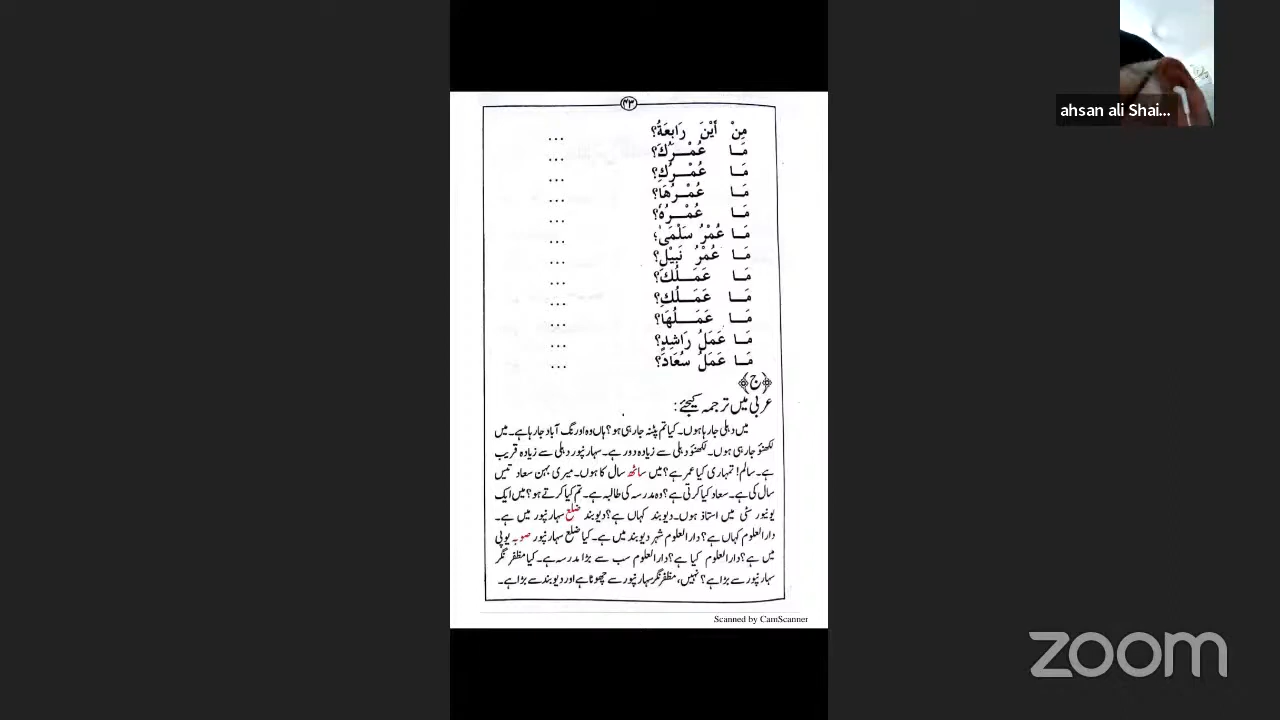 ahsan ali Shai...
۴۳
مِنْ أَيْنَ رَابِعَةُ؟ ...
مَا عُمْرُكَ؟ ...
مَا عُمْرُكِ؟ ...
مَا عُمْرُهَا؟ ...
مَا عُمْرُهُ؟ ...
مَا عُمْرُ سَلْمَىٰ؟ ...
مَا عُمْرُ نَبِيْلٍ؟ ...
مَا عَمَلُكَ؟ ...
مَا عَمَلُكِ؟ ...
مَا عَمَلُهَا؟ ...
مَا عَمَلُ رَاشِدٍ؟ ...
مَا عَمَلُ سُعَادَ؟ ...
﴿ج﴾
عربی میں ترجمہ کیجئے:
میں دہلی جا رہا ہوں۔ کیا تم پٹنہ جا رہی ہو؟ ہاں وہ اورنگ آباد جا رہا ہے۔ میں
لکھنؤ جا رہی ہوں۔ لکھنؤ دہلی سے زیادہ دور ہے۔ سہارنپور دہلی سے زیادہ قریب
ہے۔ سالم! تمہاری کیا عمر ہے؟ میں ساٹھ سال کا ہوں۔ میری بہن سعاد تیس
سال کی ہے۔ سعاد کیا کرتی ہے؟ وہ مدرسہ کی طالبہ ہے۔ تم کیا کرتے ہو؟ میں ایک
یونیورسٹی میں استاذ ہوں۔ دیوبند کہاں ہے؟ دیوبند ضلع سہارنپور میں ہے۔
دارالعلوم کہاں ہے؟ دارالعلوم شہر دیوبند میں ہے۔ کیا ضلع سہارنپور صوبہ یوپی
میں ہے؟ دارالعلوم کیا ہے؟ دارالعلوم سب سے بڑا مدرسہ ہے۔ کیا مظفر نگر
سہارنپور سے بڑا ہے؟ نہیں، مظفر نگر سہارنپور سے چھوٹا ہے اور دیوبند سے بڑا ہے۔
Scanned by CamScanner
zoom